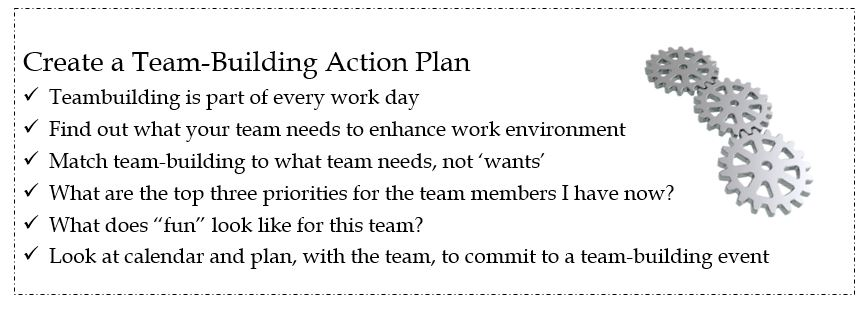 Create a Team-Building Action Plan
✓ Teambuilding is part of every work day
✓ Find out what your team needs to enhance work environment
✓ Match team-building to what team needs, not ‘wants’
✓ What are the top three priorities for the team members I have now?
✓ What does “fun” look like for this team?
✓ Look at calendar and plan, with the team, to commit to a team-building event